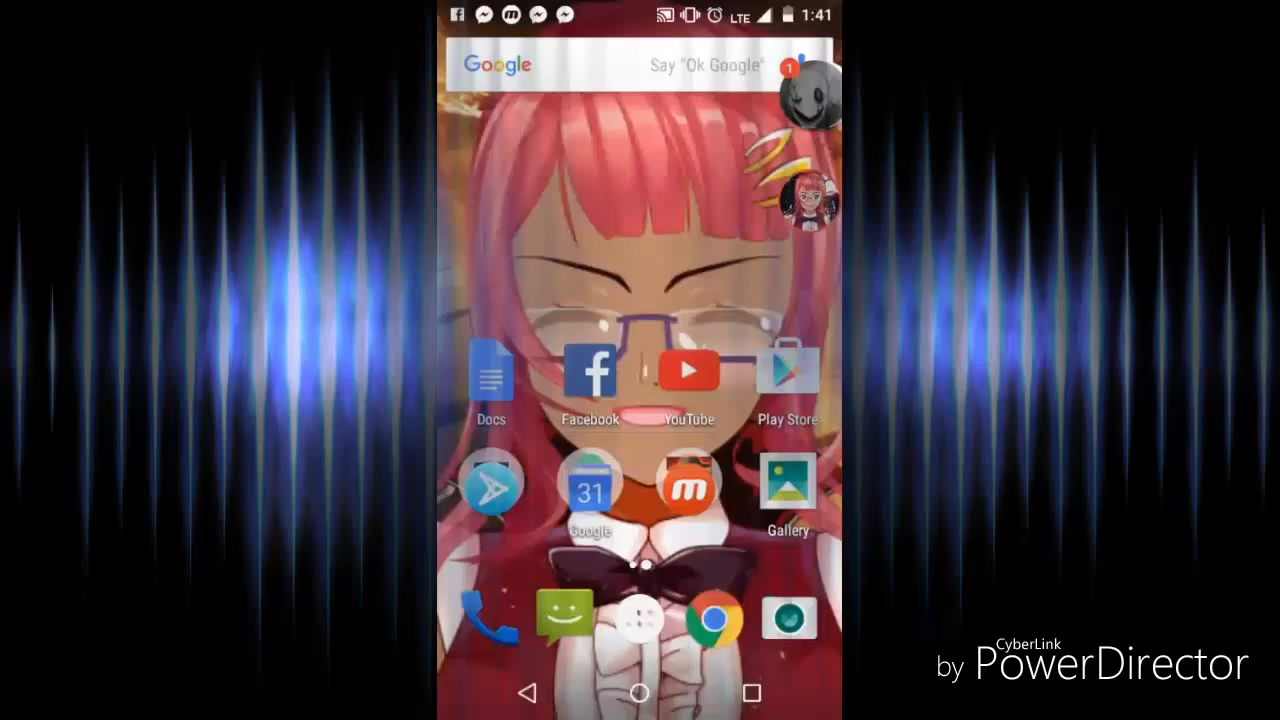 LTE 1:41
Google Say "Ok Google" 1
Docs Facebook YouTube Play Store
31
Google Gallery
CyberLink
by PowerDirector